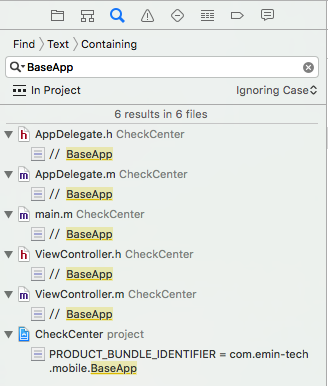 Find > Text > Containing
BaseApp
In Project Ignoring Case
6 results in 6 files
AppDelegate.h CheckCenter
// BaseApp
AppDelegate.m CheckCenter
// BaseApp
main.m CheckCenter
// BaseApp
ViewController.h CheckCenter
// BaseApp
ViewController.m CheckCenter
// BaseApp
CheckCenter project
PRODUCT_BUNDLE_IDENTIFIER = com.emin-tech
.mobile.BaseApp